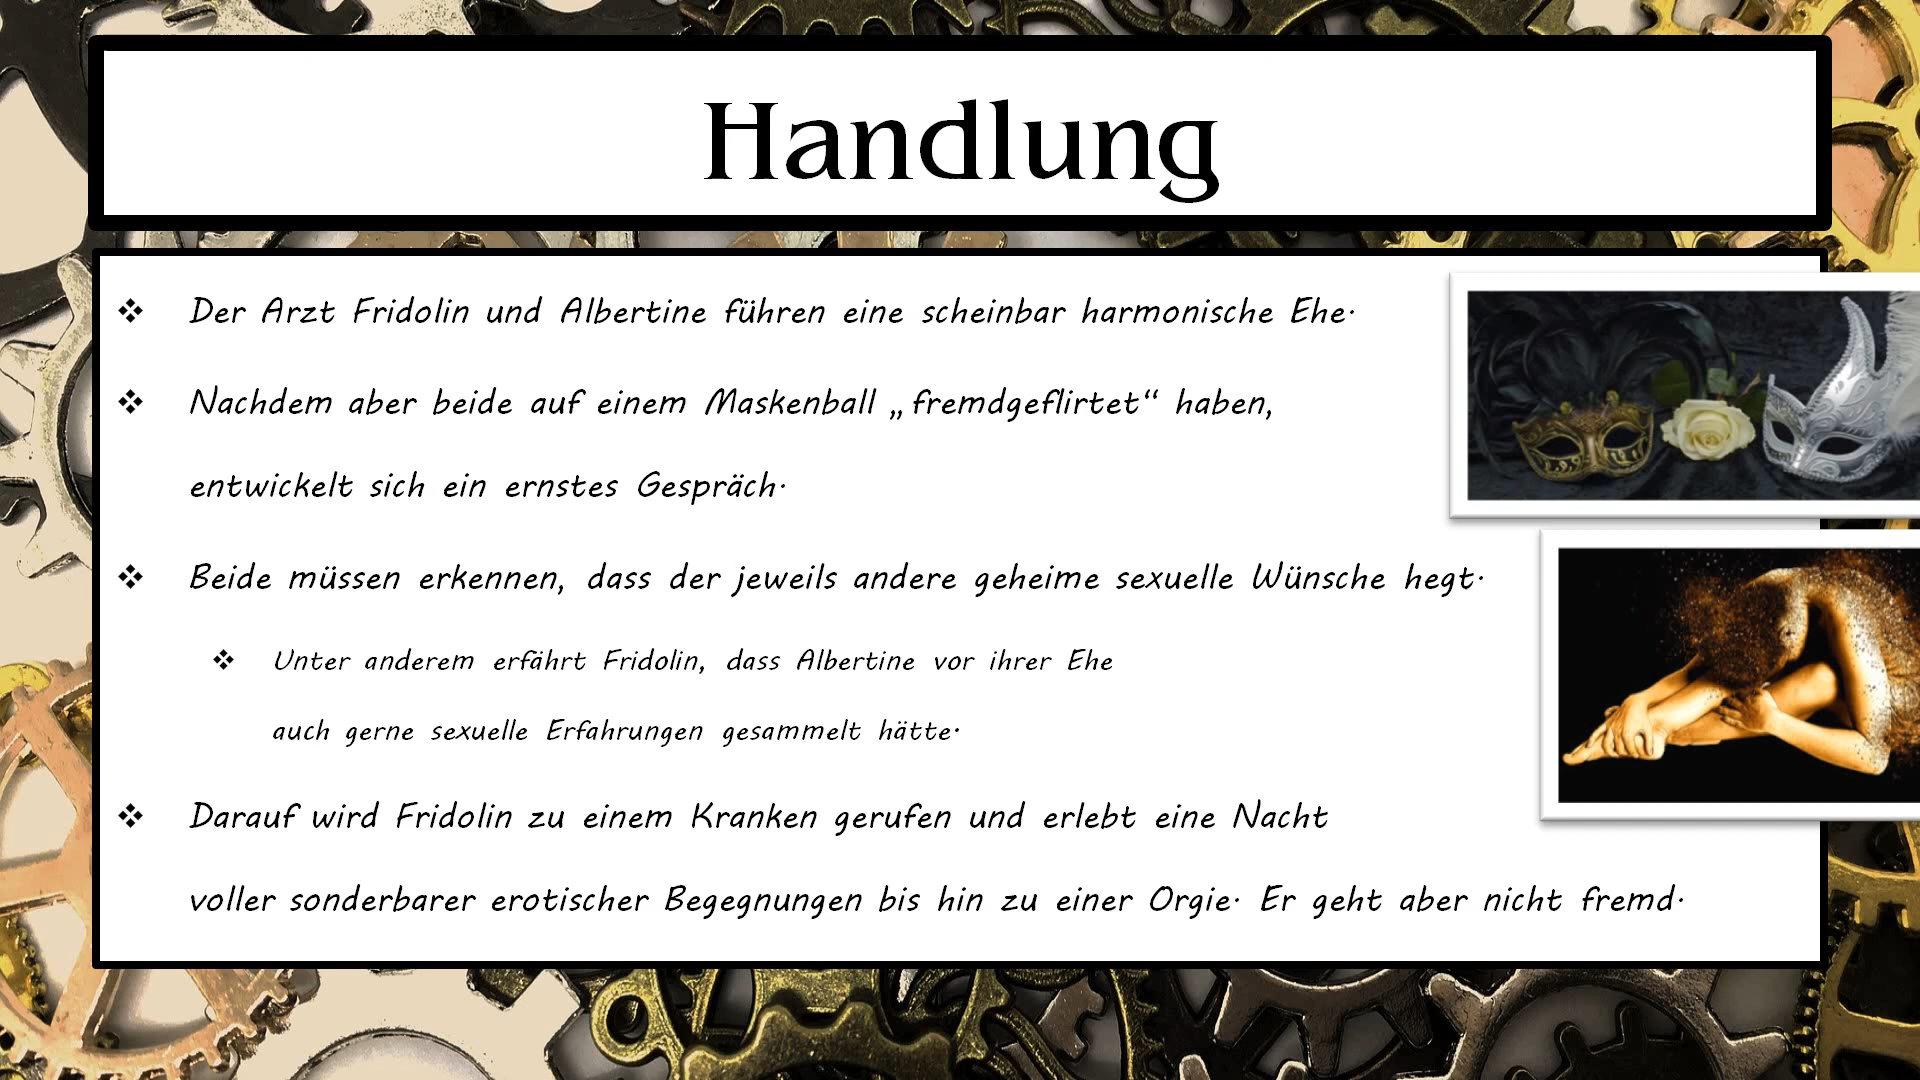 Handlung
❖ Der Arzt Fridolin und Albertine führen eine scheinbar harmonische Ehe.
❖ Nachdem aber beide auf einem Maskenball „fremdgeflirtet“ haben,
entwickelt sich ein ernstes Gespräch.
❖ Beide müssen erkennen, dass der jeweils andere geheime sexuelle Wünsche hegt.
❖ Unter anderem erfährt Fridolin, dass Albertine vor ihrer Ehe
auch gerne sexuelle Erfahrungen gesammelt hätte.
❖ Darauf wird Fridolin zu einem Kranken gerufen und erlebt eine Nacht
voller sonderbarer erotischer Begegnungen bis hin zu einer Orgie. Er geht aber nicht fremd.